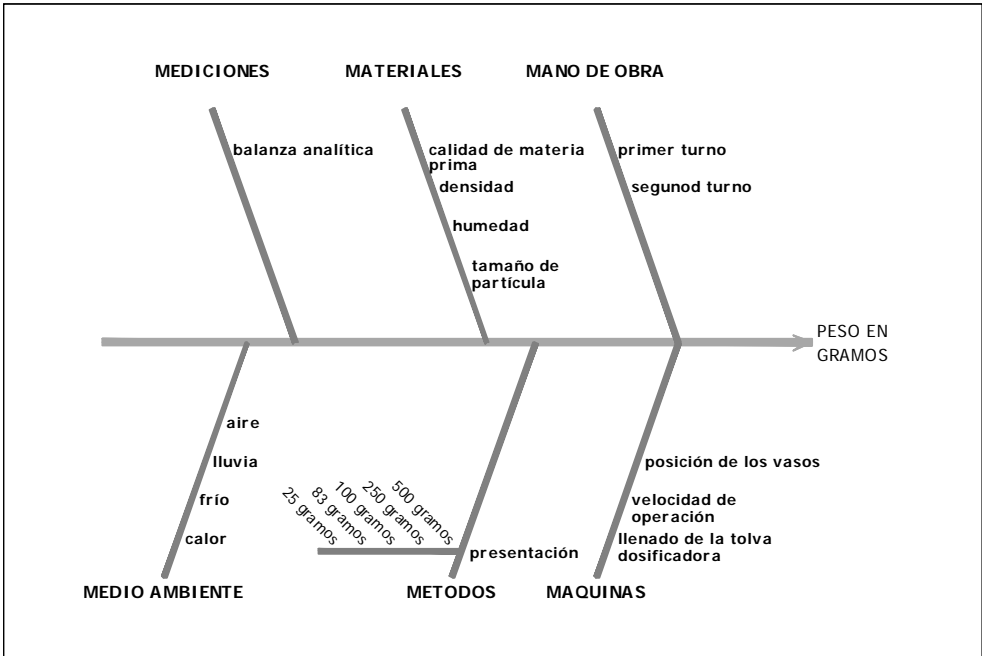 MEDICIONES
MATERIALES
MANO DE OBRA
balanza analítica
calidad de materia
prima
densidad
humedad
tamaño de
partícula
primer turno
segunod turno
PESO EN
GRAMOS
aire
lluvia
frío
calor
25 gramos
83 gramos
100 gramos
250 gramos
500 gramos
presentación
posición de los vasos
velocidad de
operación
llenado de la tolva
dosificadora
MEDIO AMBIENTE
METODOS
MAQUINAS